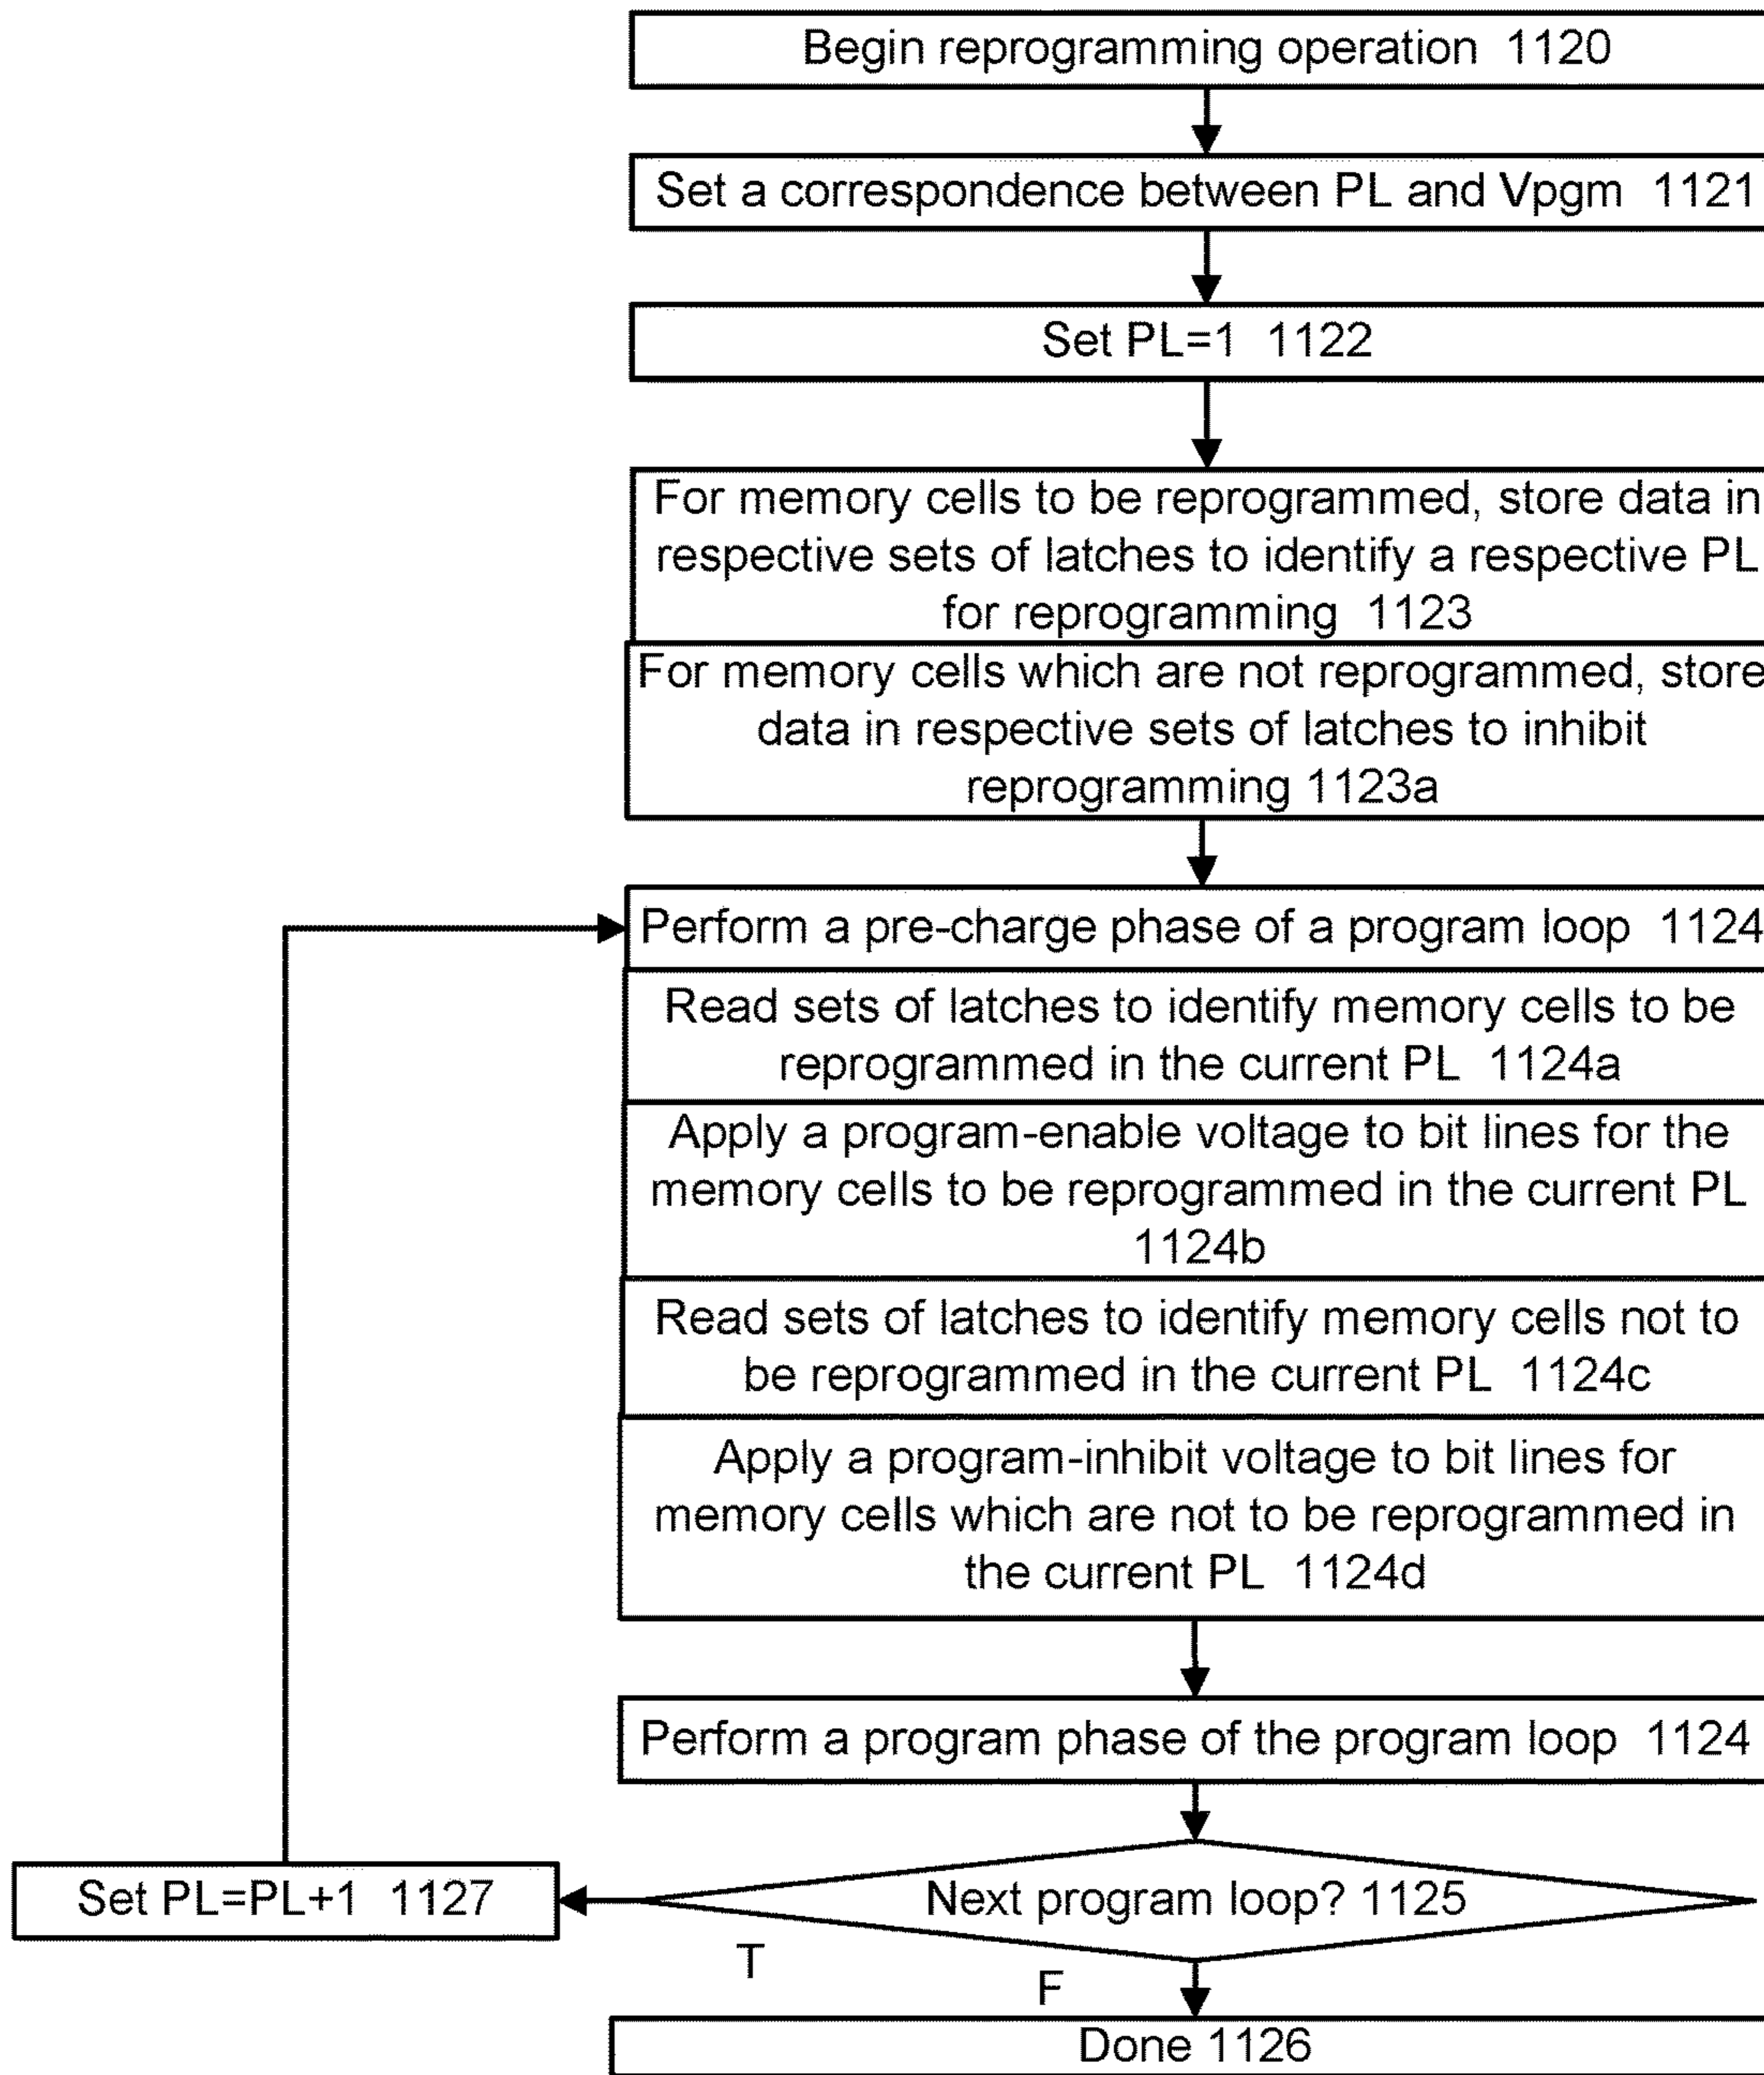 Begin reprogramming operation 1120
Set a correspondence between PL and Vpgm 1121
Set PL=1 1122
For memory cells to be reprogrammed, store data in
respective sets of latches to identify a respective PL
for reprogramming 1123
For memory cells which are not reprogrammed, store
data in respective sets of latches to inhibit
reprogramming 1123a
Perform a pre-charge phase of a program loop 1124
Read sets of latches to identify memory cells to be
reprogrammed in the current PL 1124a
Apply a program-enable voltage to bit lines for the
memory cells to be reprogrammed in the current PL
1124b
Read sets of latches to identify memory cells not to
be reprogrammed in the current PL 1124c
Apply a program-inhibit voltage to bit lines for
memory cells which are not to be reprogrammed in
the current PL 1124d
Perform a program phase of the program loop 1124
Next program loop? 1125
Set PL=PL+1 1127
T
F
Done 1126